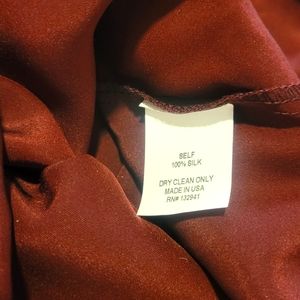 SELF
100% SILK
DRY CLEAN ONLY
MADE IN USA
RN# 132941